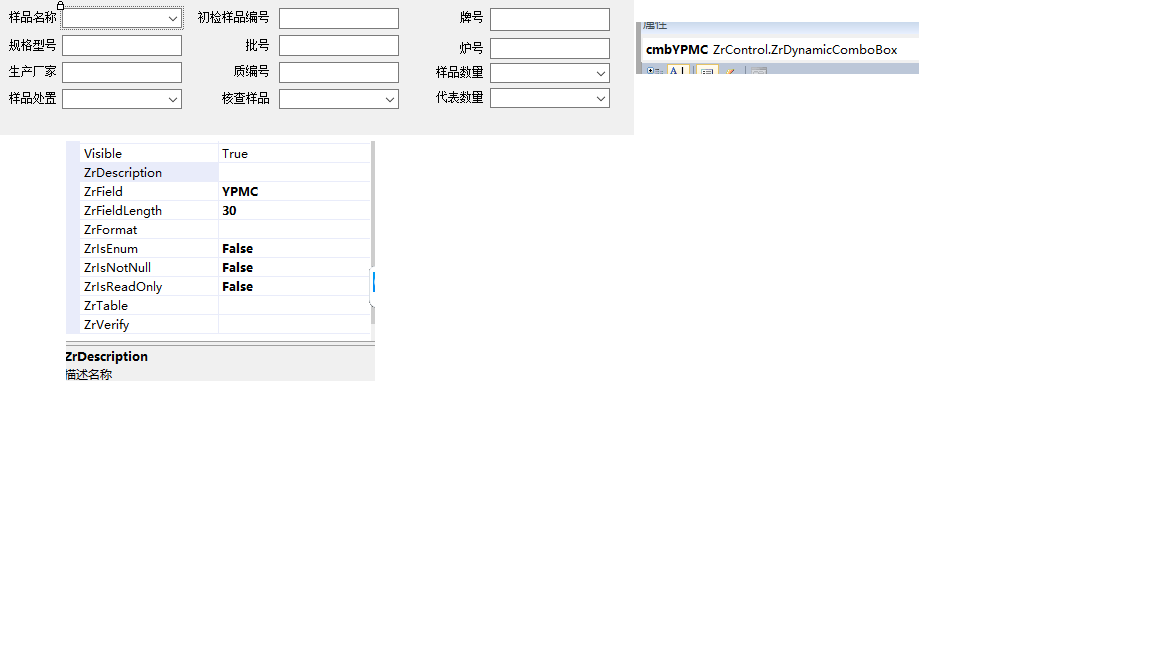 样品名称 初检样品编号 牌号
规格型号 批号 炉号
生产厂家 质编号 样品数量
样品处置 核查样品 代表数量
属性
cmbYPMC ZrControl.ZrDynamicComboBox
Visible True
ZrDescription
ZrField YPMC
ZrFieldLength 30
ZrFormat
ZrIsEnum False
ZrIsNotNull False
ZrIsReadOnly False
ZrTable
ZrVerify
ZrDescription
描述名称